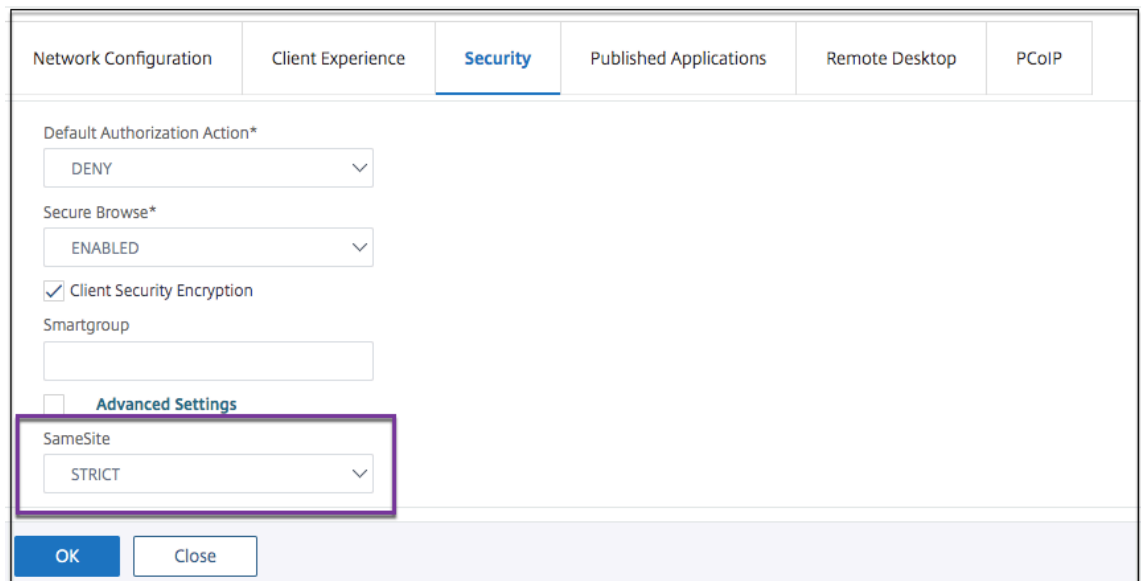 Network Configuration Client Experience Security Published Applications Remote Desktop PCoIP
Default Authorization Action*
DENY
Secure Browse*
ENABLED
Client Security Encryption
Smartgroup
Advanced Settings
SameSite
STRICT
OK Close